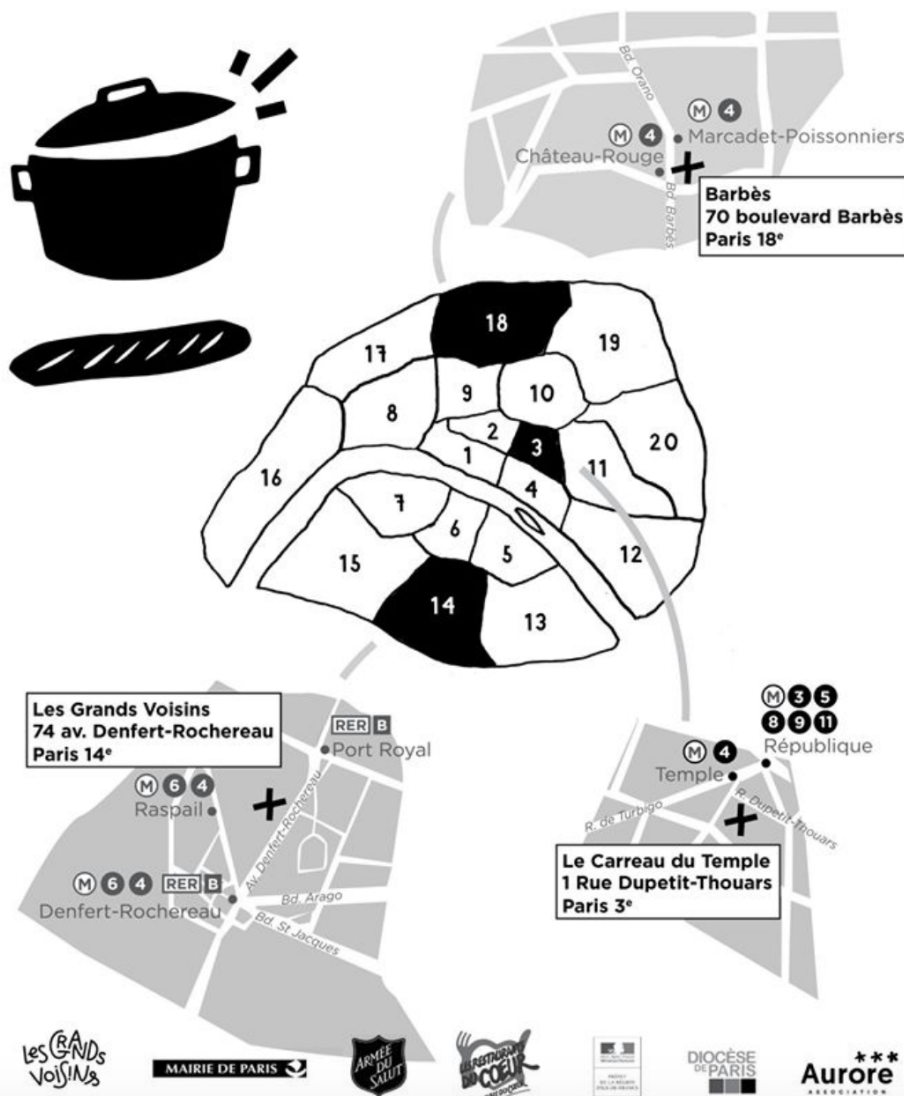 Bd. Orano
M 4
Marcadet-Poissonniers
M 4
Château-Rouge
Bd. Barbès
Barbès
70 boulevard Barbès
Paris 18e
18
17
19
9
10
8
2
3
20
1
11
16
4
7
6
5
12
15
14
13
Les Grands Voisins
74 av. Denfert-Rochereau
Paris 14e
RER B
Port Royal
M 6 4
Raspail
Av. Denfert-Rochereau
M 6 4 RER B
Denfert-Rochereau
Bd. Arago
Bd. St Jacques
M 3 5
8 9 11
République
M 4
Temple
R. de Turbigo
R. Dupetit-Thouars
Le Carreau du Temple
1 Rue Dupetit-Thouars
Paris 3e
Les GRANDS
VOISINS
MAIRIE DE PARIS
ARMÉE
DU
SALUT
LES RESTAURANTS
DU CŒUR
DIOCÈSE
DE PARIS
Aurore
ASSOCIATION